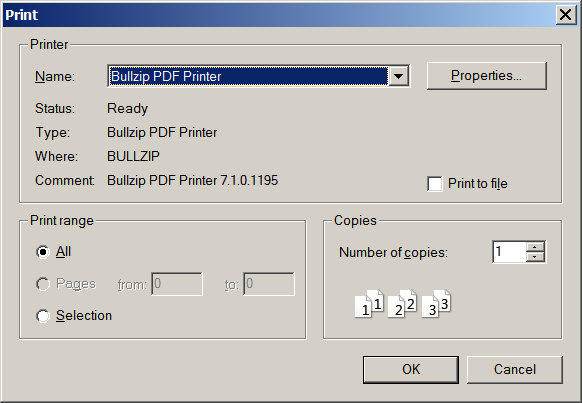 Print
Printer
Name: Bullzip PDF Printer Properties...
Status: Ready
Type: Bullzip PDF Printer
Where: BULLZIP
Comment: Bullzip PDF Printer 7.1.0.1195
Print to file
Print range
All
Pages from: 0 to: 0
Selection
Copies
Number of copies: 1
1 1 2 2 3 3
OK Cancel